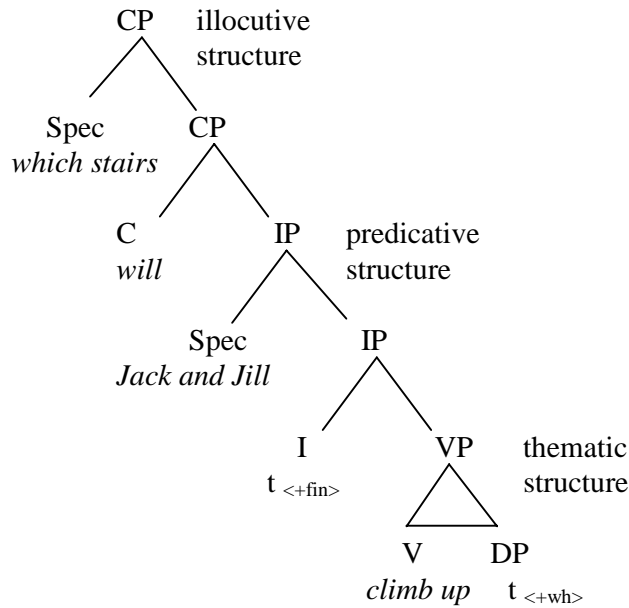 CP illocutive
structure
Spec CP
which stairs
C IP predicative
will structure
Spec IP
Jack and Jill
I VP thematic
t <+fin> structure
V DP
climb up t <+wh>